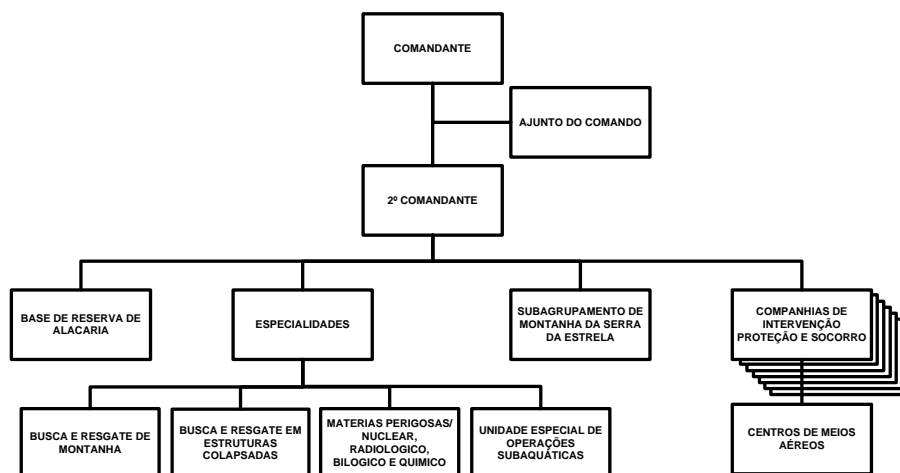 COMANDANTE
AJUNTO DO COMANDO
2º COMANDANTE
BASE DE RESERVA DE
ALACARIA
ESPECIALIDADES
SUBAGRUPAMENTO DE
MONTANHA DA SERRA
DA ESTRELA
COMPANHIAS DE
INTERVENÇÃO
PROTEÇÃO E SOCORRO
BUSCA E RESGATE DE
MONTANHA
BUSCA E RESGATE EM
ESTRUTURAS
COLAPSADAS
MATERIAS PERIGOSAS/
NUCLEAR,
RADIOLOGICO,
BILOGICO E QUIMICO
UNIDADE ESPECIAL DE
OPERAÇÕES
SUBAQUÁTICAS
CENTROS DE MEIOS
AÉREOS